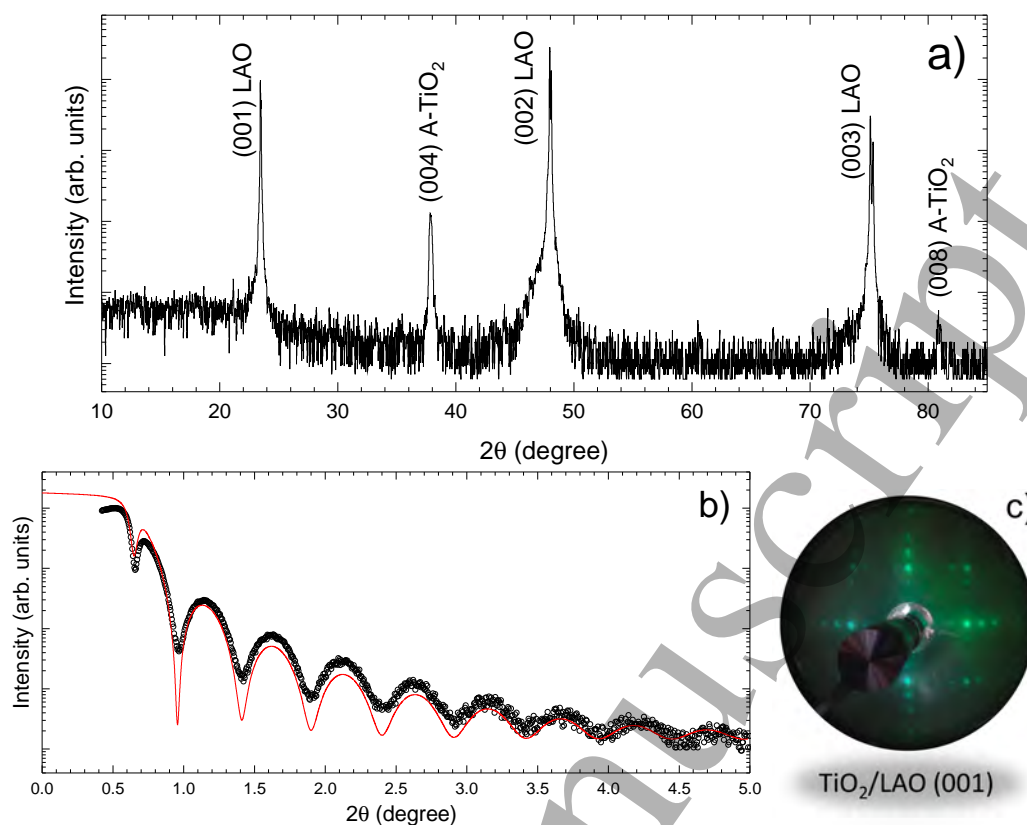 a)
Intensity (arb. units)
(001) LAO
(004) A-TiO₂
(002) LAO
(003) LAO
(008) A-TiO₂
10 20 30 40 50 60 70 80
2θ (degree)
b)
Intensity (arb. units)
0.0 0.5 1.0 1.5 2.0 2.5 3.0 3.5 4.0 4.5 5.0
2θ (degree)
c)
TiO₂/LAO (001)
nuscript